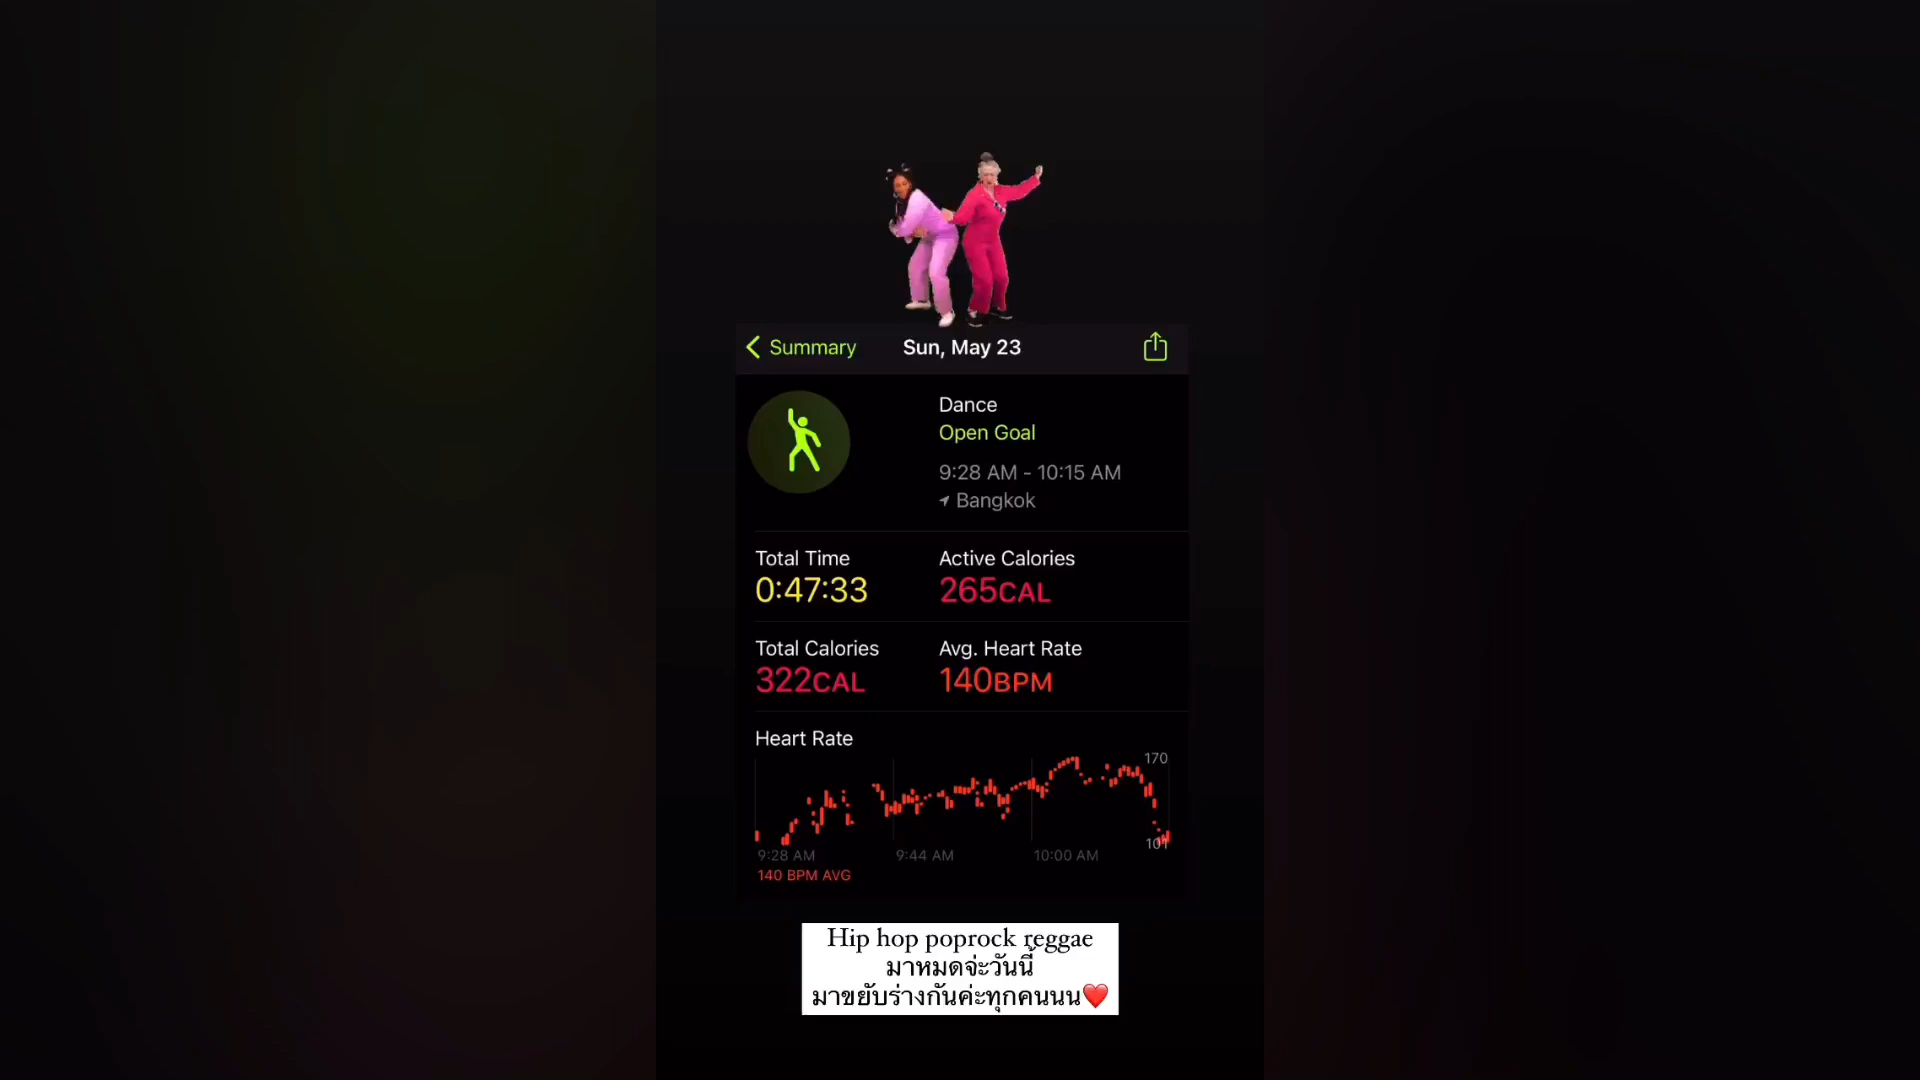 Summary Sun, May 23
Dance
Open Goal
9:28 AM - 10:15 AM
Bangkok
Total Time Active Calories
0:47:33 265CAL
Total Calories Avg. Heart Rate
322CAL 140BPM
Heart Rate
170
101
9:28 AM 9:44 AM 10:00 AM
140 BPM AVG
Hip hop poprock reggae
มาหมดจ่ะวันนี้
มาขยับร่างกันค่ะทุกคนนน❤️